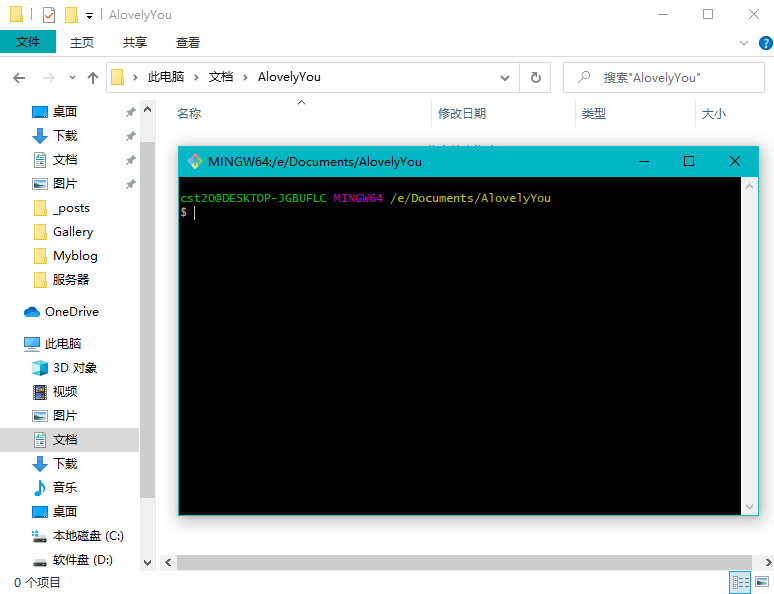 AlovelyYou
文件 主页 共享 查看
此电脑 文档 AlovelyYou
搜索"AlovelyYou"
名称 修改日期 类型 大小
桌面
下载
文档
图片
_posts
Gallery
Myblog
服务器
OneDrive
此电脑
3D 对象
视频
图片
文档
下载
音乐
桌面
本地磁盘 (C:)
软件盘 (D:)
0 个项目
MINGW64:/e/Documents/AlovelyYou
cst20@DESKTOP-JGBUFLC MINGW64 /e/Documents/AlovelyYou
$